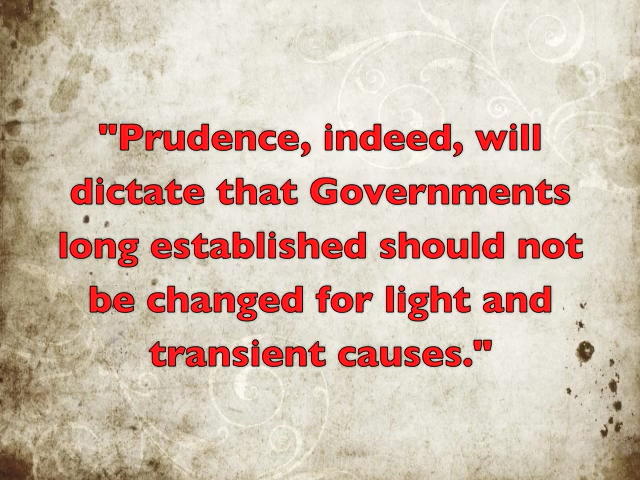 "Prudence, indeed, will
dictate that Governments
long established should not
be changed for light and
transient causes."